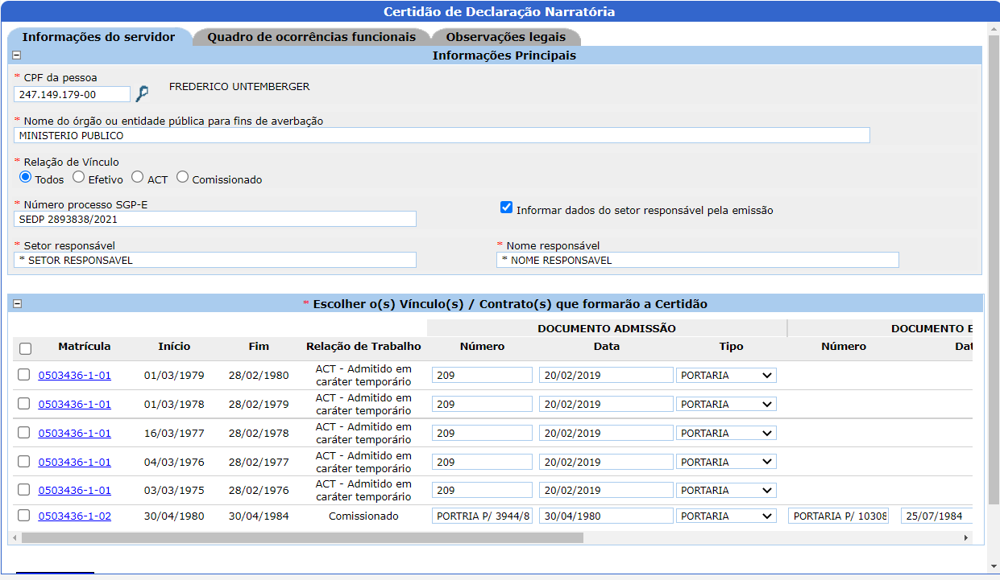 Certidão de Declaração Narratória
Informações do servidor Quadro de ocorrências funcionais Observações legais
Informações Principais
* CPF da pessoa
247.149.179-00 FREDERICO UNTEMBERGER
* Nome do órgão ou entidade pública para fins de averbação
MINISTERIO PUBLICO
* Relação de Vínculo
Todos Efetivo ACT Comissionado
* Número processo SGP-E
SEDP 2893838/2021
Informar dados do setor responsável pela emissão
* Setor responsável * Nome responsável
* SETOR RESPONSAVEL * NOME RESPONSAVEL
* Escolher o(s) Vínculo(s) / Contrato(s) que formarão a Certidão
DOCUMENTO ADMISSÃO DOCUMENTO E
Matrícula Início Fim Relação de Trabalho Número Data Tipo Número Dat
0503436-1-01 01/03/1979 28/02/1980 ACT - Admitido em caráter temporário 209 20/02/2019 PORTARIA
0503436-1-01 01/03/1978 28/02/1979 ACT - Admitido em caráter temporário 209 20/02/2019 PORTARIA
0503436-1-01 16/03/1977 28/02/1978 ACT - Admitido em caráter temporário 209 20/02/2019 PORTARIA
0503436-1-01 04/03/1976 28/02/1977 ACT - Admitido em caráter temporário 209 20/02/2019 PORTARIA
0503436-1-01 03/03/1975 28/02/1976 ACT - Admitido em caráter temporário 209 20/02/2019 PORTARIA
0503436-1-02 30/04/1980 30/04/1984 Comissionado PORTRIA P/ 3944/8 30/04/1980 PORTARIA PORTARIA P/ 10308 25/07/1984